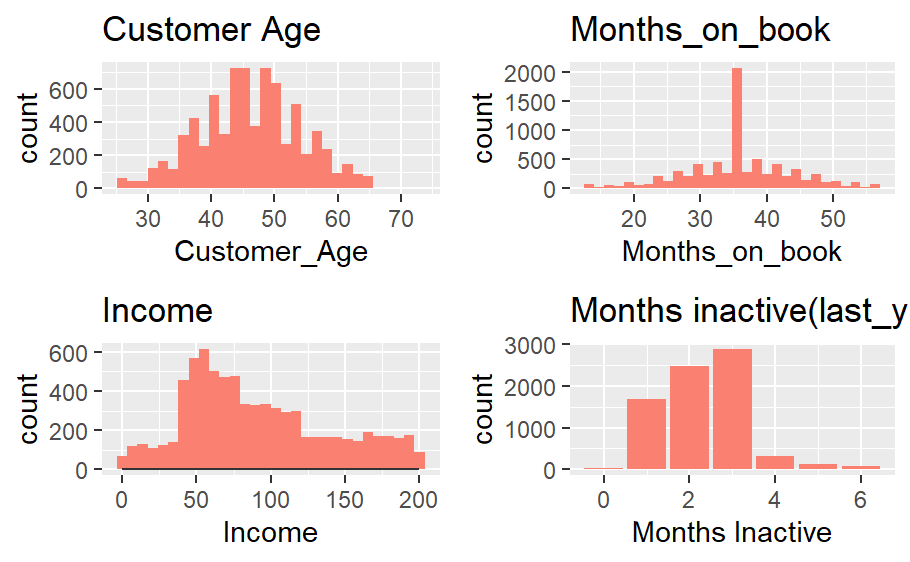 Customer Age
count
600
400
200
0
30 40 50 60 70
Customer_Age
Months_on_book
count
2000
1500
1000
500
0
20 30 40 50
Months_on_book
Income
count
600
400
200
0
0 50 100 150 200
Income
Months inactive(last_y
count
3000
2000
1000
0
0 2 4 6
Months Inactive